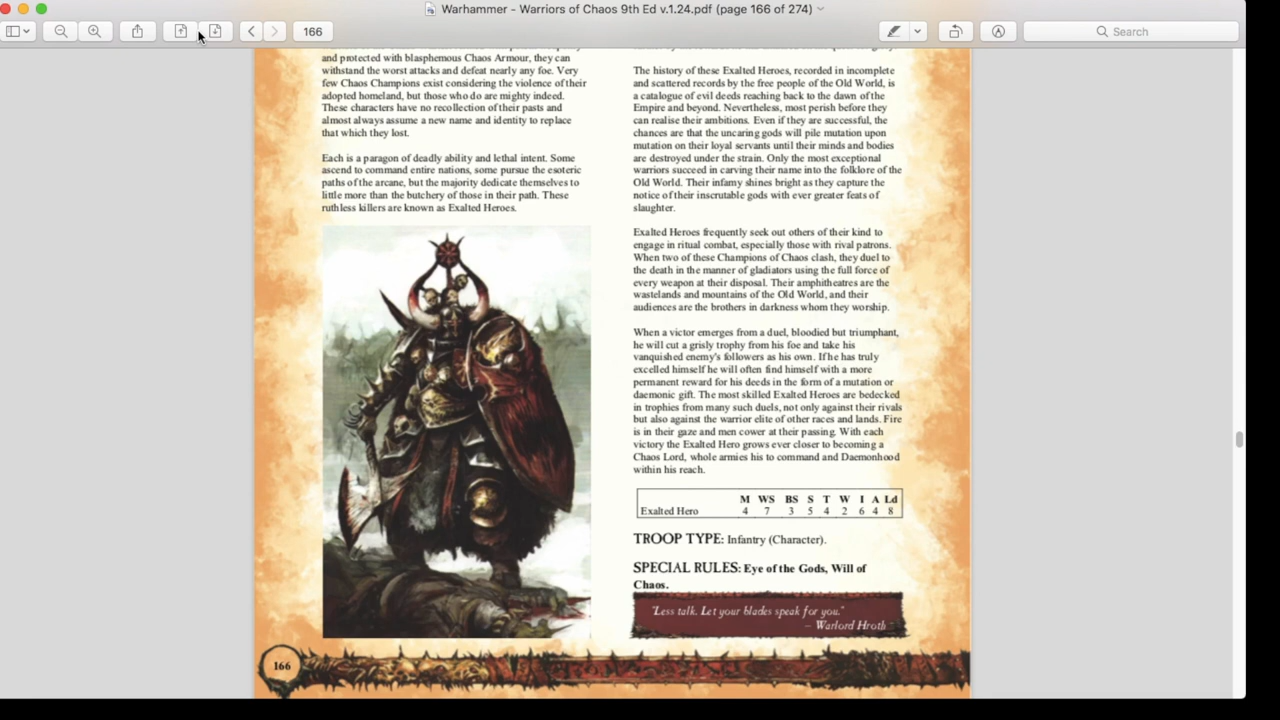 Warhammer - Warriors of Chaos 9th Ed v.1.24.pdf (page 166 of 274)
166
Search
and protected with blasphemous Chaos Armour, they can
withstand the worst attacks and defeat nearly any foe. Very
few Chaos Champions exist considering the violence of their
adopted homeland, but those who do are mighty indeed.
These characters have no recollection of their pasts and
almost always assume a new name and identity to replace
that which they lost.
Each is a paragon of deadly ability and lethal intent. Some
ascend to command entire nations, some pursue the esoteric
paths of the arcane, but the majority dedicate themselves to
little more than the butchery of those in their path. These
ruthless killers are known as Exalted Heroes.
The history of these Exalted Heroes, recorded in incomplete
and scattered records by the free people of the Old World, is
a catalogue of evil deeds reaching back to the dawn of the
Empire and beyond. Nevertheless, most perish before they
can realise their ambitions. Even if they are successful, the
chances are that the uncaring gods will pile mutation upon
mutation on their loyal servants until their minds and bodies
are destroyed under the strain. Only the most exceptional
warriors succeed in carving their name into the folklore of the
Old World. Their infamy shines bright as they capture the
notice of their inscrutable gods with ever greater feats of
slaughter.
Exalted Heroes frequently seek out others of their kind to
engage in ritual combat, especially those with rival patrons.
When two of these Champions of Chaos clash, they duel to
the death in the manner of gladiators using the full force of
every weapon at their disposal. Their amphitheatres are the
wastelands and mountains of the Old World, and their
audiences are the brothers in darkness whom they worship.
When a victor emerges from a duel, bloodied but triumphant,
he will cut a grisly trophy from his foe and take his
vanquished enemy's followers as his own. If he has truly
excelled himself he will often find himself with a more
permanent reward for his deeds in the form of a mutation or
daemonic gift. The most skilled Exalted Heroes are bedecked
in trophies from many such duels, not only against their rivals
but also against the warrior elite of other races and lands. Fire
is in their gaze and men cower at their passing. With each
victory the Exalted Hero grows ever closer to becoming a
Chaos Lord, whole armies his to command and Daemonhood
within his reach.
M WS BS S T W I A Ld
Exalted Hero 4 7 3 5 4 2 6 4 8
TROOP TYPE: Infantry (Character).
SPECIAL RULES: Eye of the Gods, Will of
Chaos.
"Less talk. Let your blades speak for you."
– Warlord Hroth
166